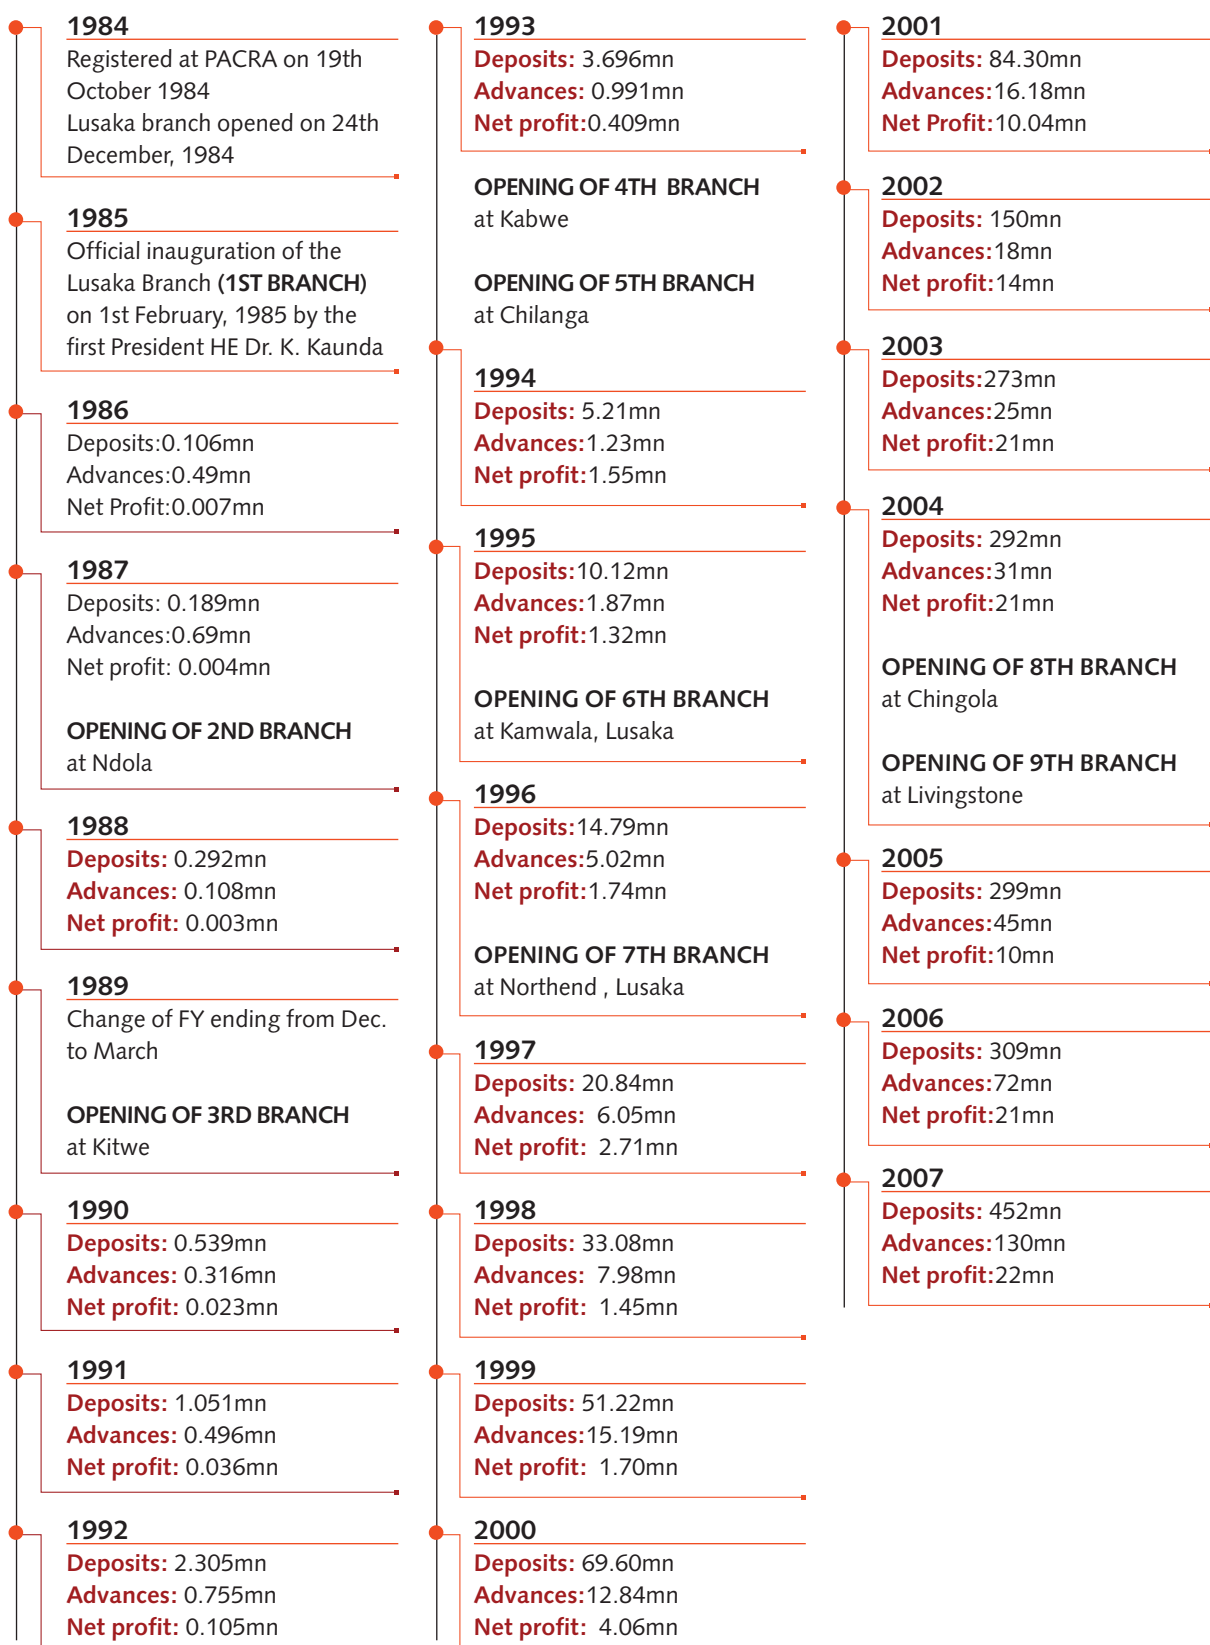 1984
Registered at PACRA on 19th
October 1984
Lusaka branch opened on 24th
December, 1984
1985
Official inauguration of the
Lusaka Branch (1ST BRANCH)
on 1st February, 1985 by the
first President HE Dr. K. Kaunda
1986
Deposits:0.106mn
Advances:0.49mn
Net Profit:0.007mn
1987
Deposits: 0.189mn
Advances:0.69mn
Net profit: 0.004mn
OPENING OF 2ND BRANCH
at Ndola
1988
Deposits: 0.292mn
Advances: 0.108mn
Net profit: 0.003mn
1989
Change of FY ending from Dec.
to March
OPENING OF 3RD BRANCH
at Kitwe
1990
Deposits: 0.539mn
Advances: 0.316mn
Net profit: 0.023mn
1991
Deposits: 1.051mn
Advances: 0.496mn
Net profit: 0.036mn
1992
Deposits: 2.305mn
Advances: 0.755mn
Net profit: 0.105mn
1993
Deposits: 3.696mn
Advances: 0.991mn
Net profit:0.409mn
OPENING OF 4TH BRANCH
at Kabwe
OPENING OF 5TH BRANCH
at Chilanga
1994
Deposits: 5.21mn
Advances:1.23mn
Net profit:1.55mn
1995
Deposits:10.12mn
Advances:1.87mn
Net profit:1.32mn
OPENING OF 6TH BRANCH
at Kamwala, Lusaka
1996
Deposits:14.79mn
Advances:5.02mn
Net profit:1.74mn
OPENING OF 7TH BRANCH
at Northend , Lusaka
1997
Deposits: 20.84mn
Advances: 6.05mn
Net profit: 2.71mn
1998
Deposits: 33.08mn
Advances: 7.98mn
Net profit: 1.45mn
1999
Deposits: 51.22mn
Advances:15.19mn
Net profit: 1.70mn
2000
Deposits: 69.60mn
Advances:12.84mn
Net profit: 4.06mn
2001
Deposits: 84.30mn
Advances:16.18mn
Net Profit:10.04mn
2002
Deposits: 150mn
Advances:18mn
Net profit:14mn
2003
Deposits:273mn
Advances:25mn
Net profit:21mn
2004
Deposits: 292mn
Advances:31mn
Net profit:21mn
OPENING OF 8TH BRANCH
at Chingola
OPENING OF 9TH BRANCH
at Livingstone
2005
Deposits: 299mn
Advances:45mn
Net profit:10mn
2006
Deposits: 309mn
Advances:72mn
Net profit:21mn
2007
Deposits: 452mn
Advances:130mn
Net profit:22mn